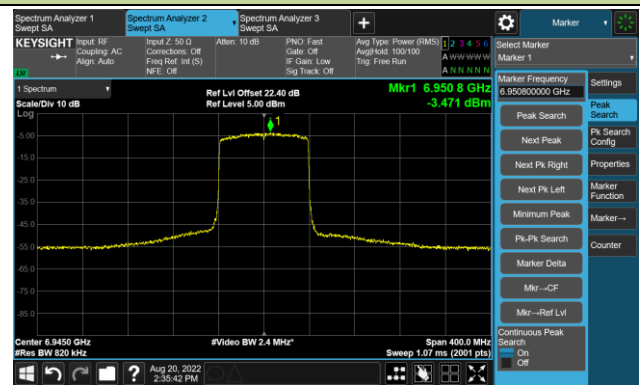 Spectrum Analyzer 1
Swept SA
Spectrum Analyzer 2
Swept SA
Spectrum Analyzer 3
Swept SA
Marker
KEYSIGHT
Input: RF
Coupling: AC
Align: Auto
Input Z: 50 Ω
Corrections: Off
Freq Ref: Int (S)
NFE: Off
Atten: 10 dB
PNO: Fast
Gate: Off
IF Gain: Low
Sig Track: Off
Avg Type: Power (RMS)
Avg|Hold: 100/100
Trig: Free Run
1 2 3 4 5 6
A W W W W W
A N N N N N
LXI
Select Marker
Marker 1
1 Spectrum
Scale/Div 10 dB
Log
Ref Lvl Offset 22.40 dB
Ref Level 5.00 dBm
Mkr1 6.950 8 GHz
-3.471 dBm
1
-5.00
-15.0
-25.0
-35.0
-45.0
-55.0
-65.0
-75.0
-85.0
Center 6.9450 GHz
#Res BW 820 kHz
#Video BW 2.4 MHz*
Span 400.0 MHz
Sweep 1.07 ms (2001 pts)
Marker Frequency
6.950800000 GHz
Peak Search
Next Peak
Next Pk Right
Next Pk Left
Minimum Peak
Pk-Pk Search
Marker Delta
Mkr→CF
Mkr→Ref Lvl
Continuous Peak
Search
On
Off
Settings
Peak
Search
Pk Search
Config
Properties
Marker
Function
Marker→
Counter
?
Aug 20, 2022
2:35:42 PM